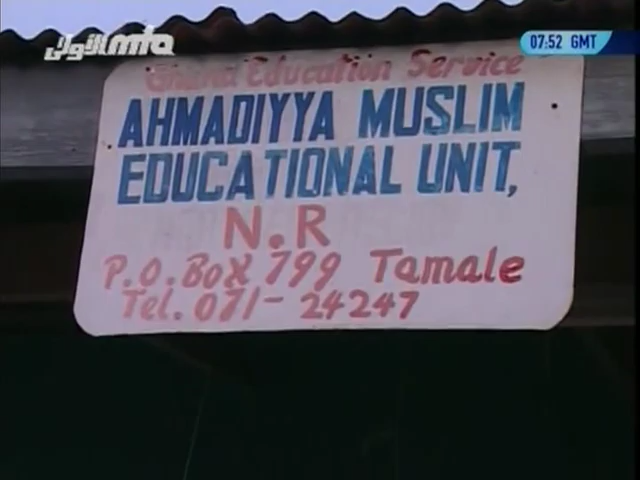 الأولى mta
07:52 GMT
Ghana Education Service
AHMADIYYA MUSLIM
EDUCATIONAL UNIT,
N.R
P.O. BOX 799 Tamale
Tel. 071-24247